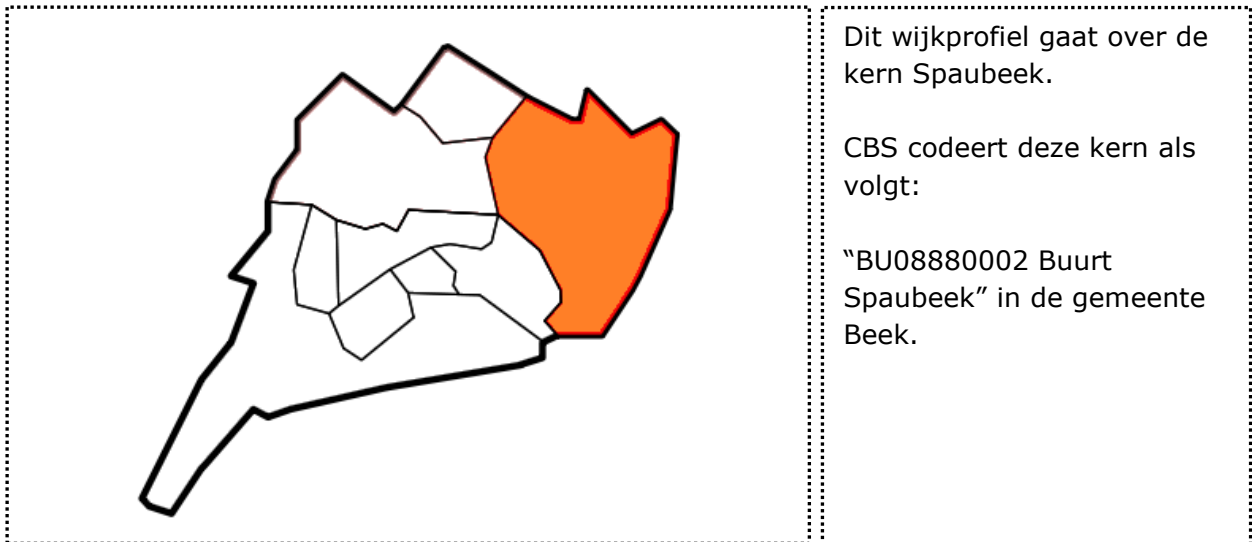 Dit wijkprofiel gaat over de
kern Spaubeek.
CBS codeert deze kern als
volgt:
“BU08880002 Buurt
Spaubeek” in de gemeente
Beek.